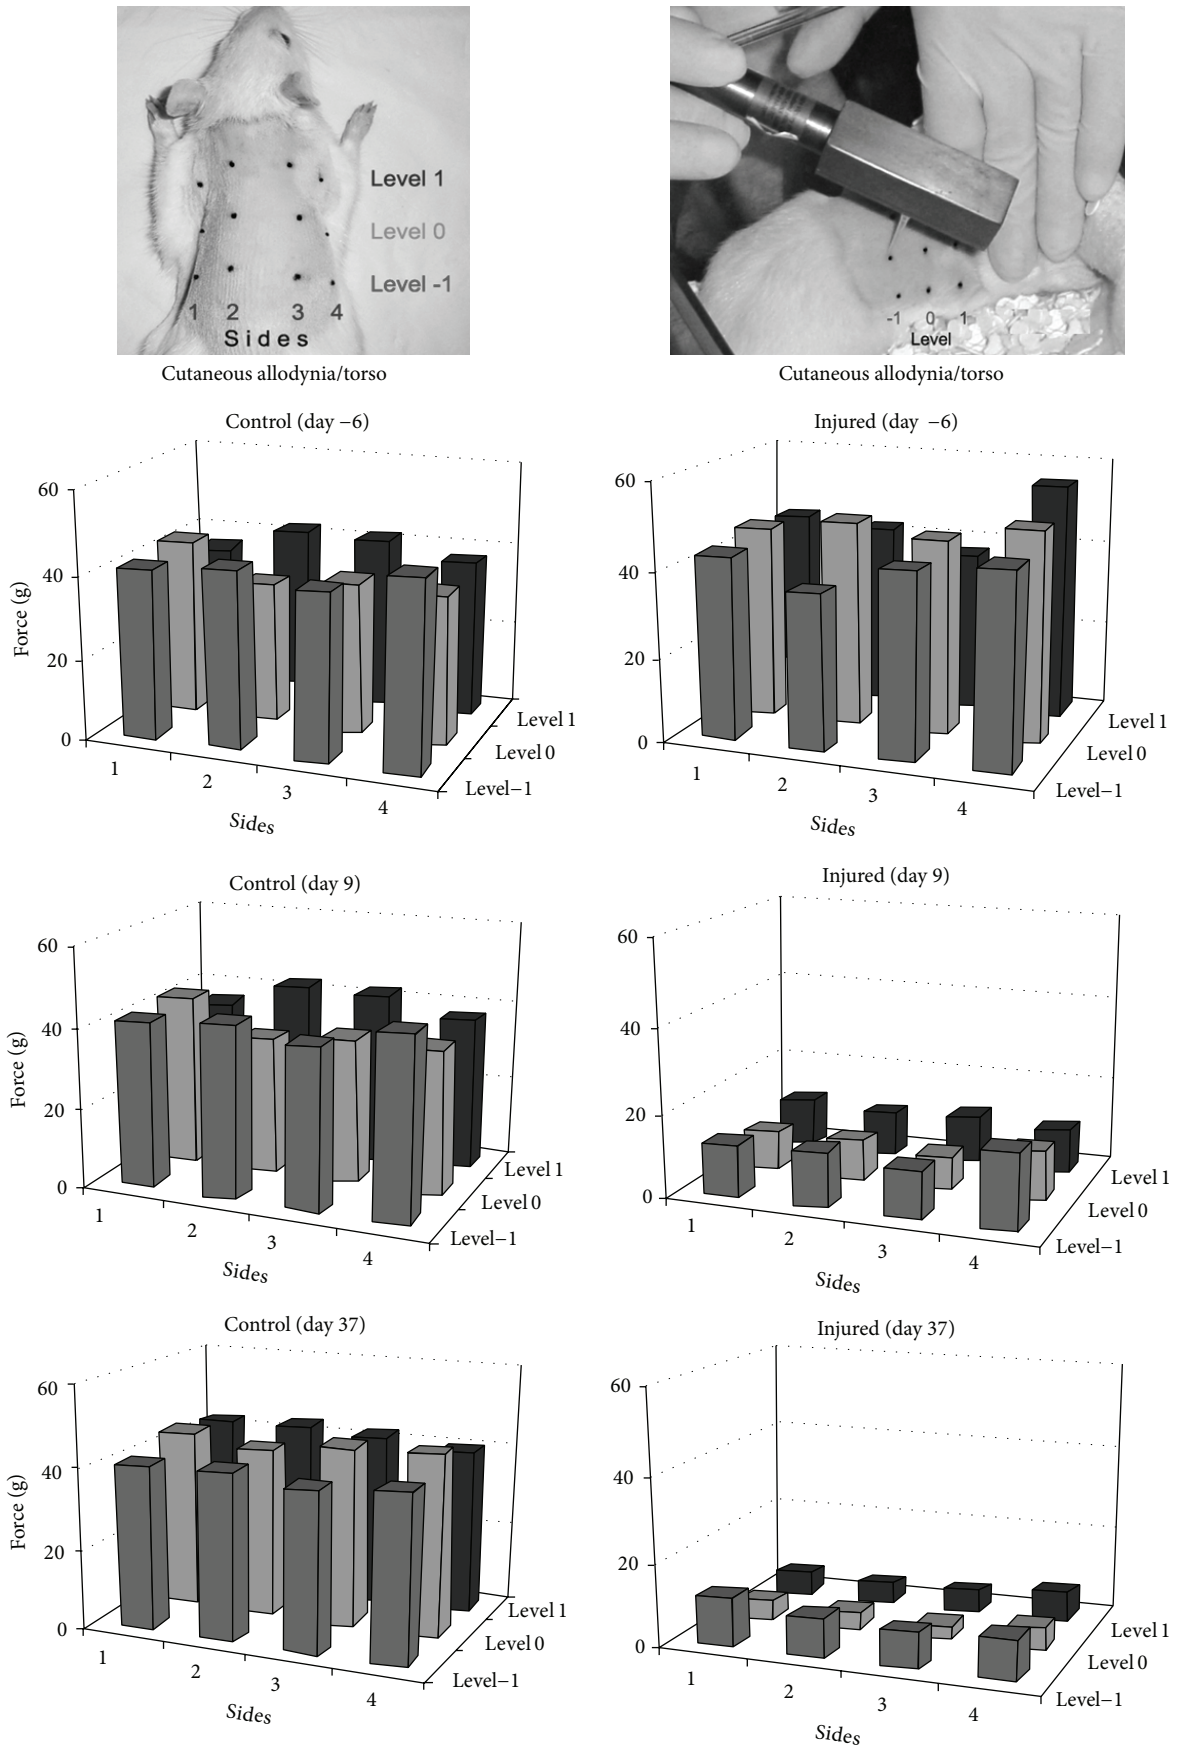 Level 1
Level 0
Level -1
1 2 3 4
Sides
-1 0 1
Level
Cutaneous allodynia/torso
Cutaneous allodynia/torso
Control (day −6)
60
40
20
0
Force (g)
1
2
3
4
Sides
Level 1
Level 0
Level−1
Injured (day −6)
60
40
20
0
1
2
3
4
Sides
Level 1
Level 0
Level−1
Control (day 9)
60
40
20
0
Force (g)
1
2
3
4
Sides
Level 1
Level 0
Level−1
Injured (day 9)
60
40
20
0
1
2
3
4
Sides
Level 1
Level 0
Level−1
Control (day 37)
60
40
20
0
Force (g)
1
2
3
4
Sides
Level 1
Level 0
Level−1
Injured (day 37)
60
40
20
0
1
2
3
4
Sides
Level 1
Level 0
Level−1